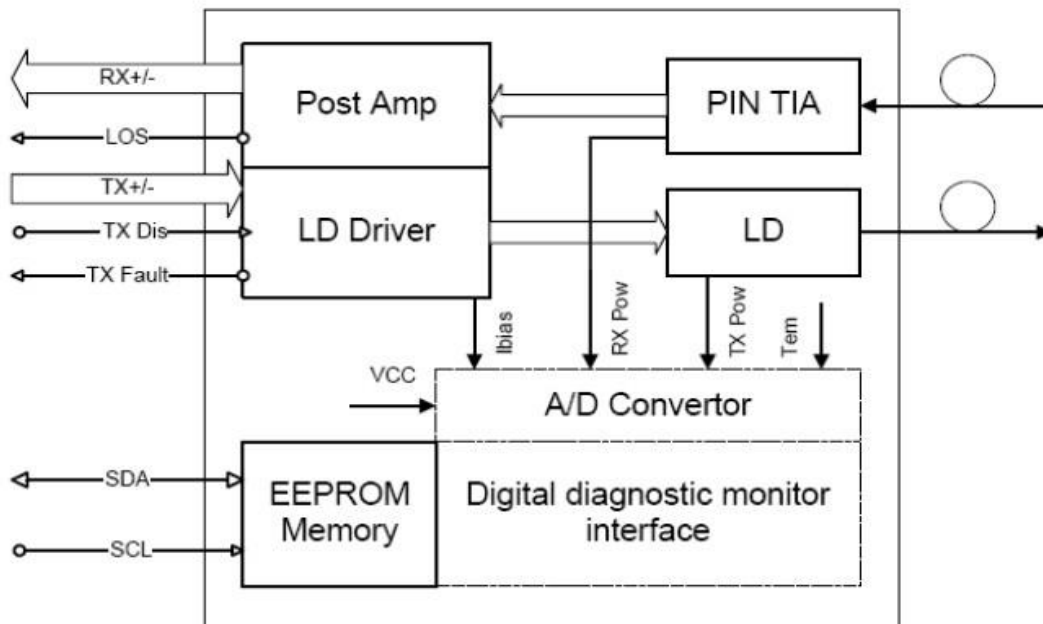 RX+/-
Post Amp
PIN TIA
LOS
TX+/-
LD Driver
LD
TX Dis
TX Fault
Ibias
RX Pow
TX Pow
Tem
VCC
A/D Convertor
SDA
EEPROM
Memory
Digital diagnostic monitor
interface
SCL